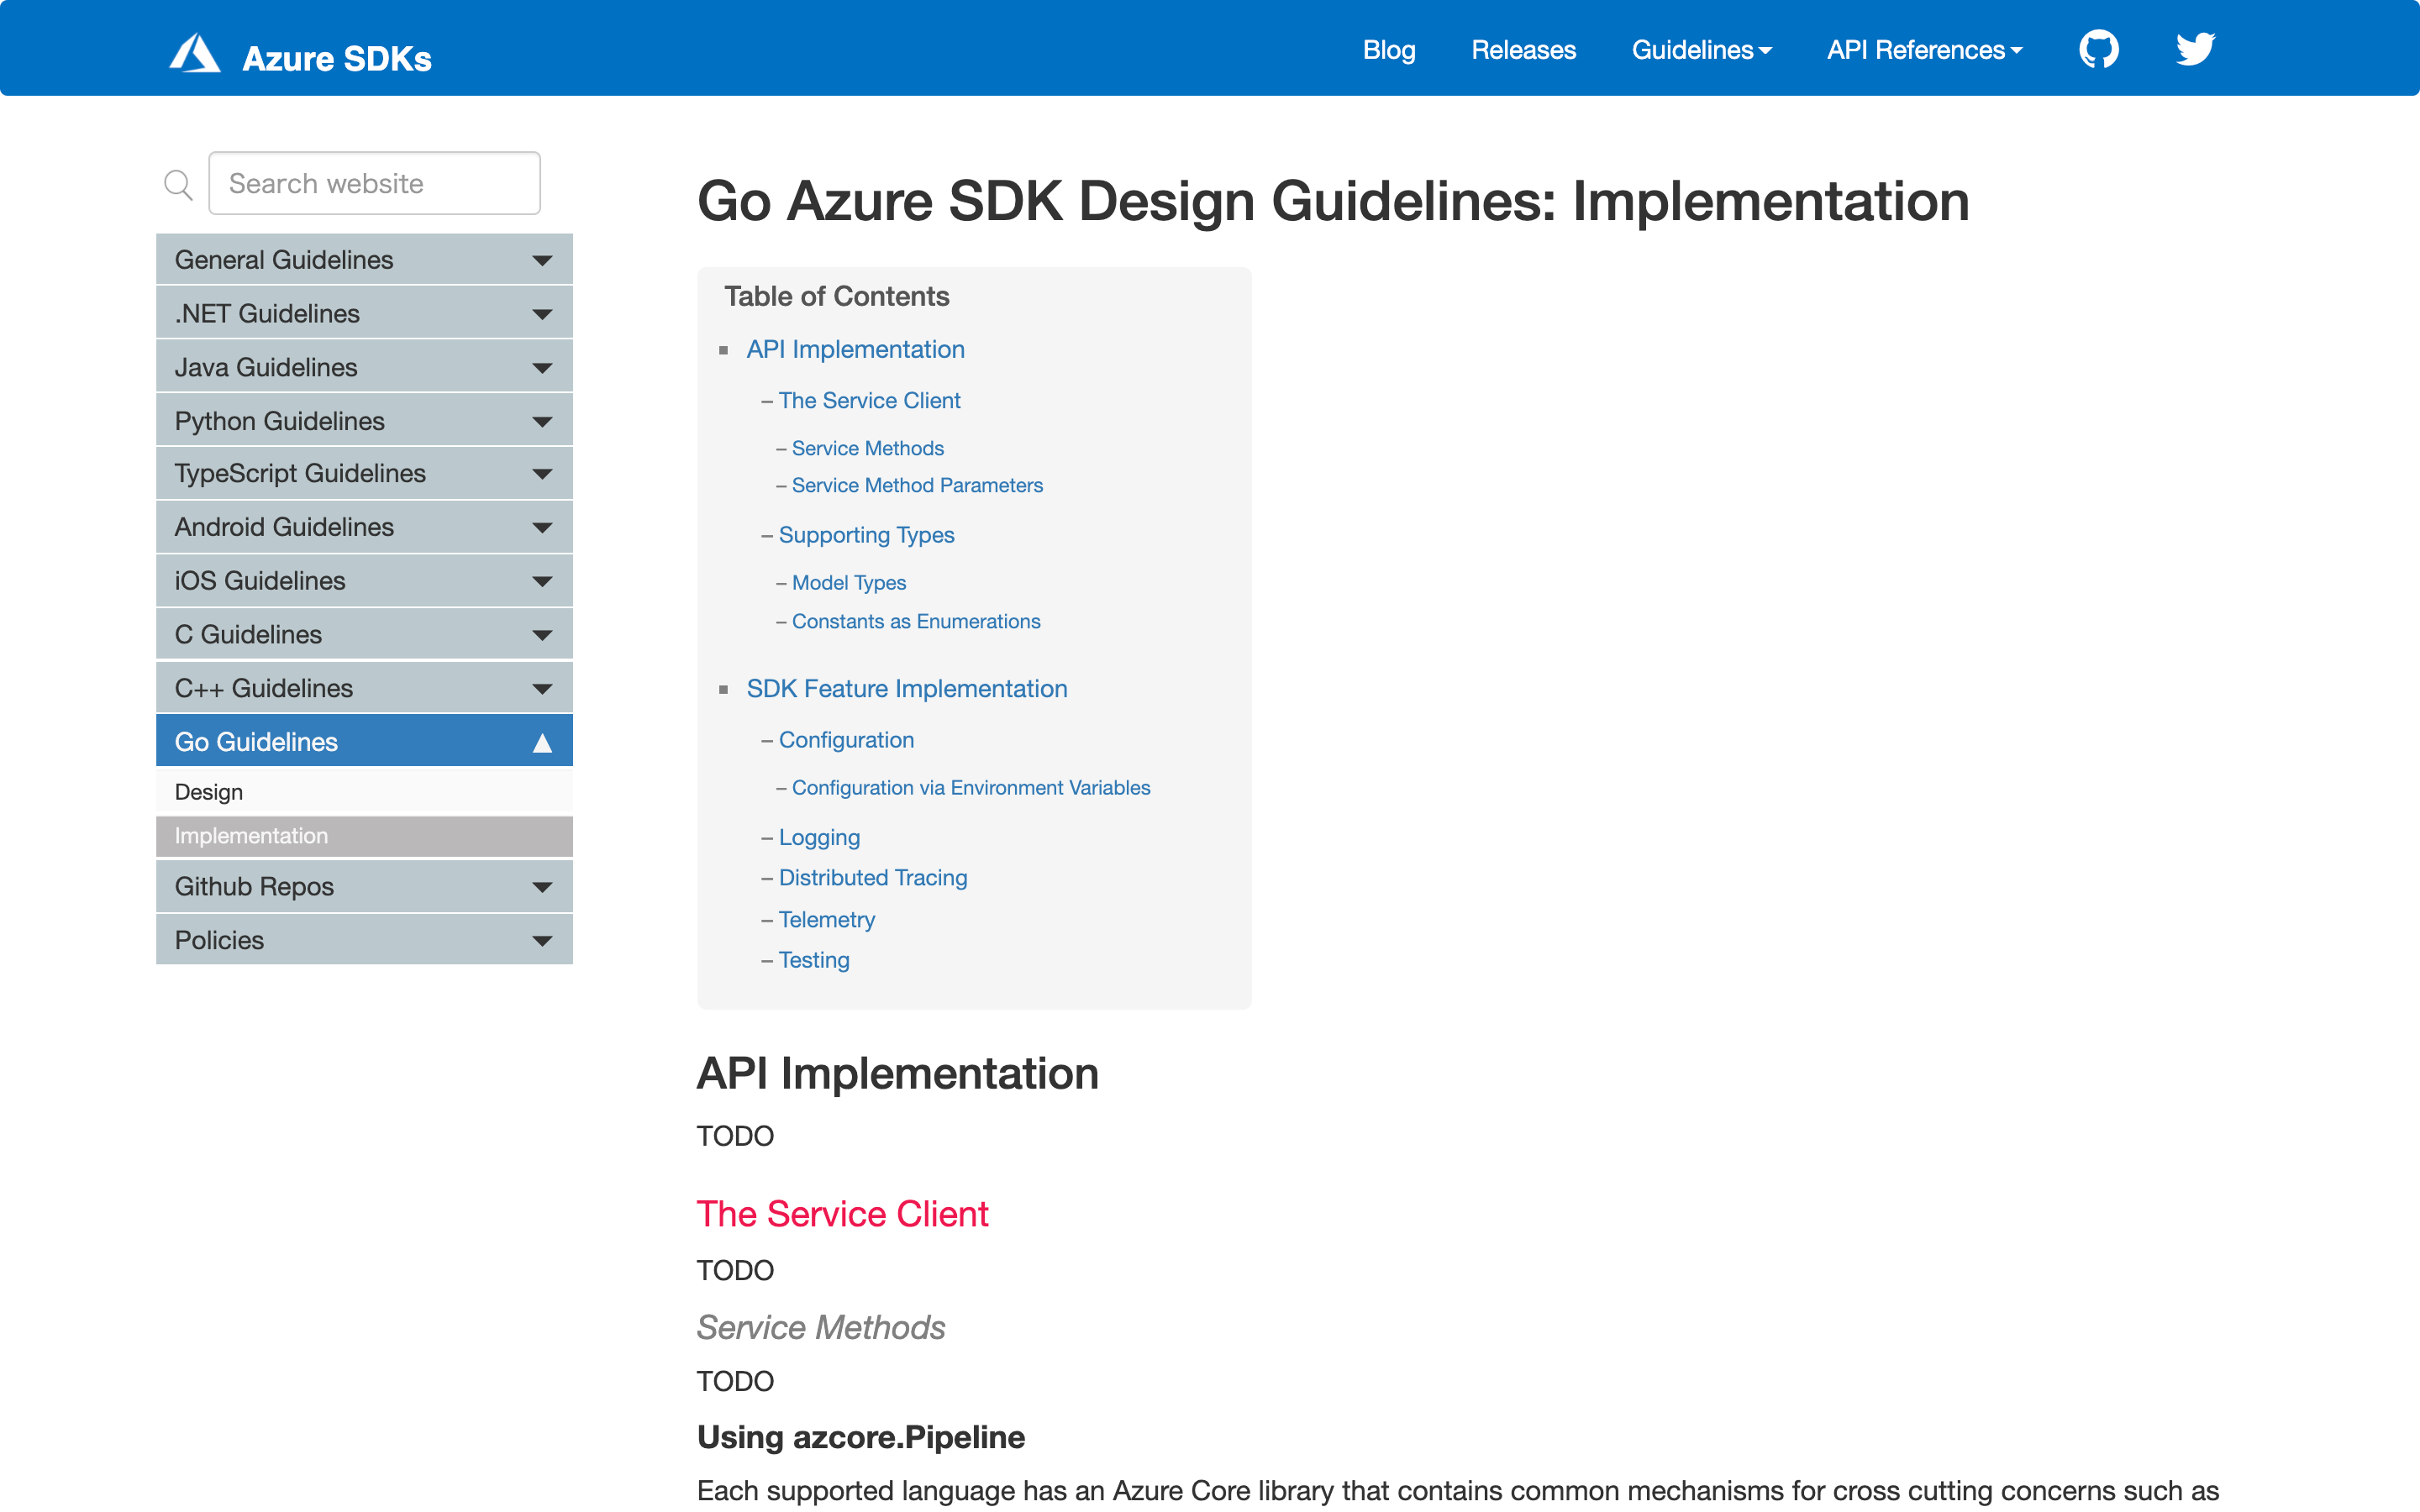 Azure SDKs
Blog
Releases
Guidelines
API References
Search website
General Guidelines
.NET Guidelines
Java Guidelines
Python Guidelines
TypeScript Guidelines
Android Guidelines
iOS Guidelines
C Guidelines
C++ Guidelines
Go Guidelines
Design
Implementation
Github Repos
Policies
Go Azure SDK Design Guidelines: Implementation
Table of Contents
API Implementation
– The Service Client
– Service Methods
– Service Method Parameters
– Supporting Types
– Model Types
– Constants as Enumerations
SDK Feature Implementation
– Configuration
– Configuration via Environment Variables
– Logging
– Distributed Tracing
– Telemetry
– Testing
API Implementation
TODO
The Service Client
TODO
Service Methods
TODO
Using azcore.Pipeline
Each supported language has an Azure Core library that contains common mechanisms for cross cutting concerns such as